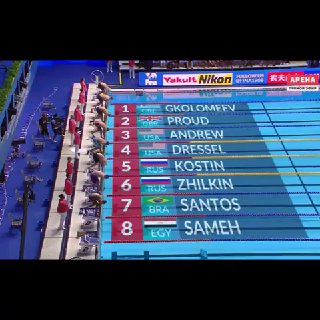 Yakult Nikon АРЕНА
1 GKOLOMEEV
2 GBR PROUD
3 USA ANDREW
4 USA DRESSEL
5 RUS KOSTIN
6 RUS ZHILKIN
7 BRA SANTOS
8 EGY SAMEH